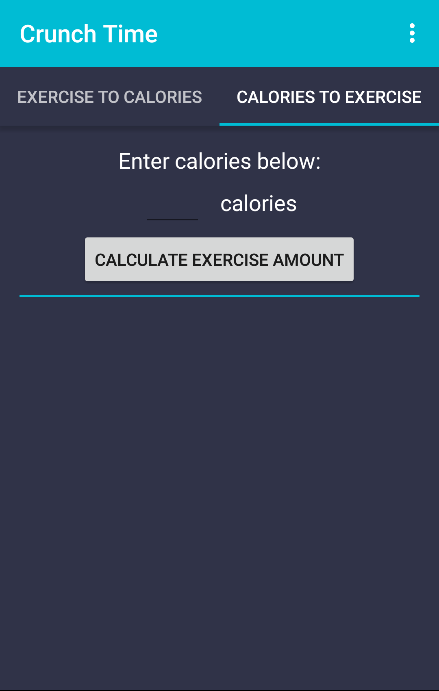 Crunch Time
EXERCISE TO CALORIES CALORIES TO EXERCISE
Enter calories below:
calories
CALCULATE EXERCISE AMOUNT